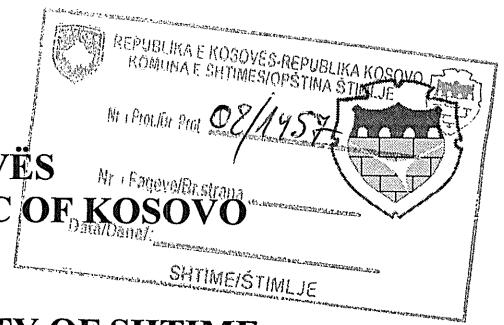 REPUBLIKA E KOSOVËS-REPUBLIKA KOSOVO
KOMUNA E SHTIMES/OPŠTINA ŠTIMLJE
Nr i Prot/Br. Prot. 08/1457
VËS
Nr i Faqeve/Br.strana
C OF KOSOVO
Data/Dana/:
SHTIME/ŠTIMLJE
TY OF SHTIME